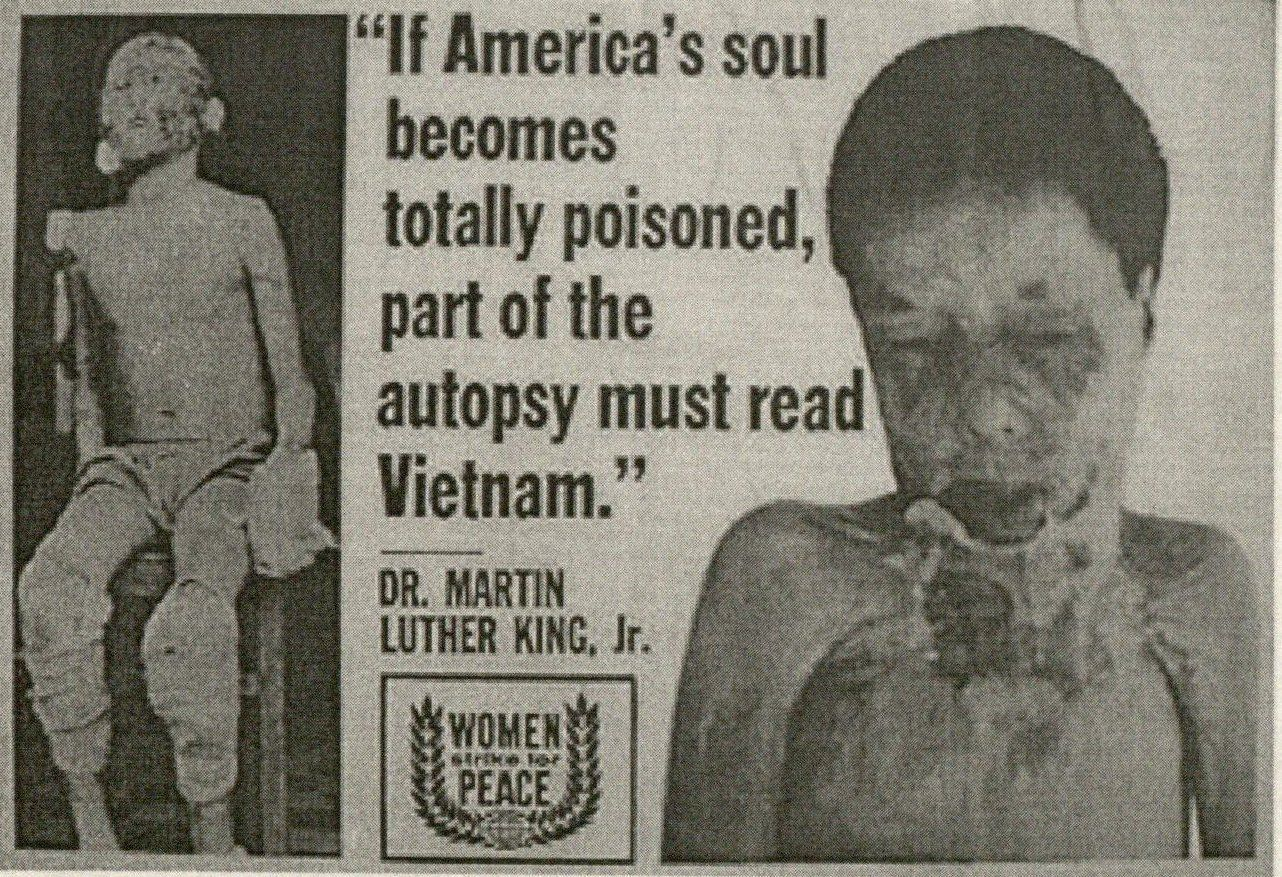 “If America’s soul
becomes
totally poisoned,
part of the
autopsy must read
Vietnam.”
DR. MARTIN
LUTHER KING, Jr.
WOMEN
strike for
PEACE